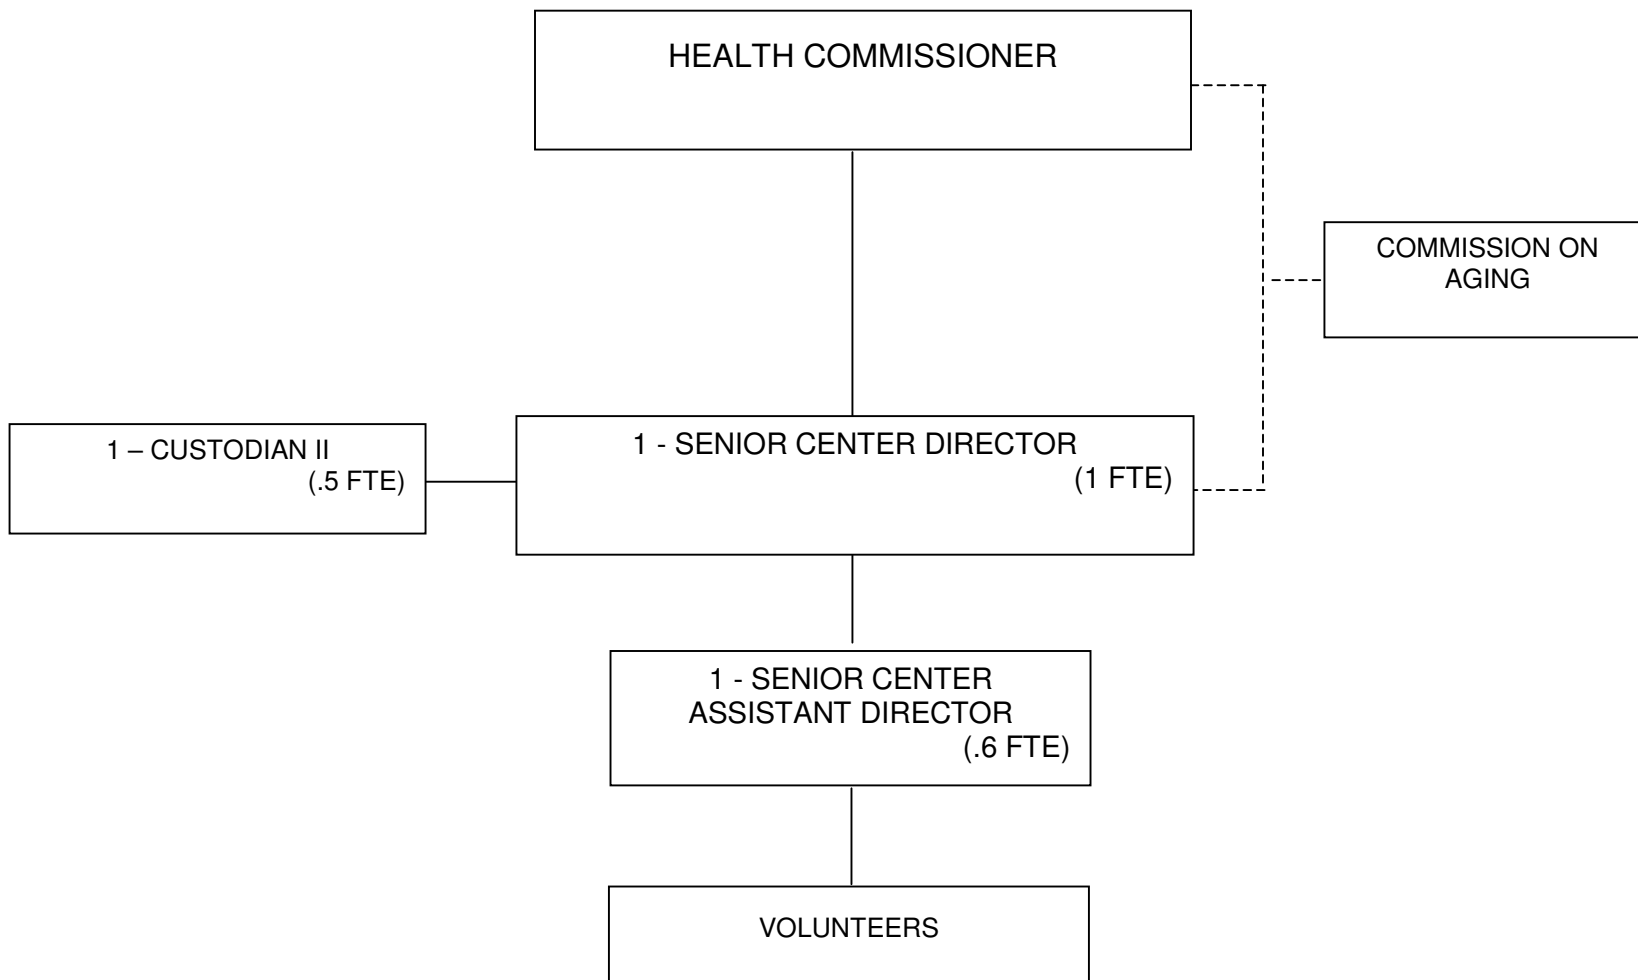 HEALTH COMMISSIONER
COMMISSION ON
AGING
1 – CUSTODIAN II
(.5 FTE)
1 - SENIOR CENTER DIRECTOR
(1 FTE)
1 - SENIOR CENTER
ASSISTANT DIRECTOR
(.6 FTE)
VOLUNTEERS